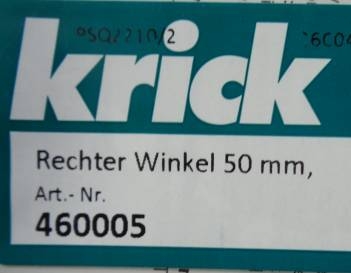 krick
Rechter Winkel 50 mm,
Art.- Nr.
460005